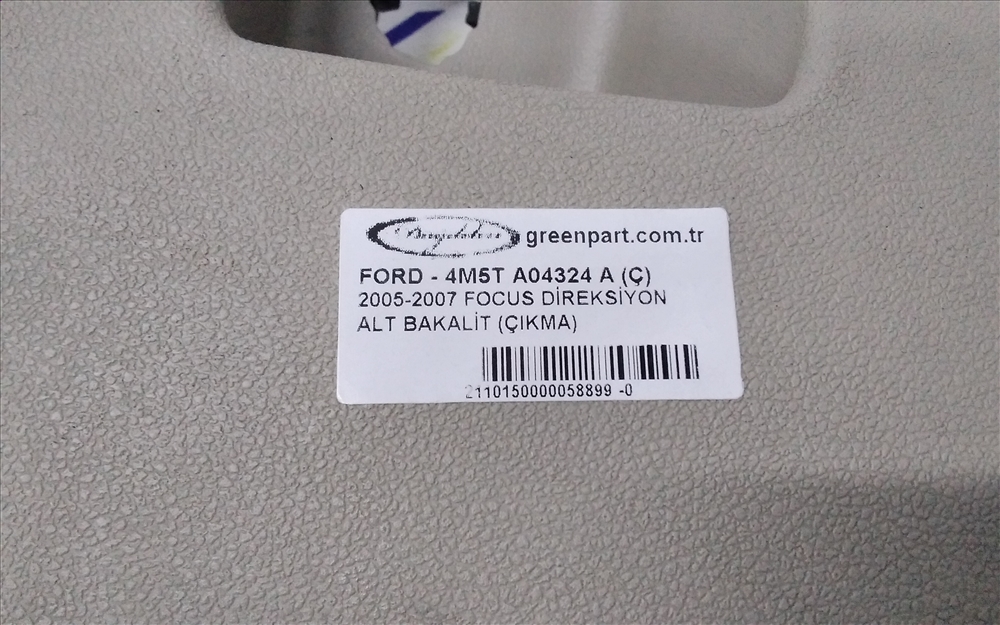 greenpart.com.tr
FORD - 4M5T A04324 A (Ç)
2005-2007 FOCUS DİREKSİYON
ALT BAKALİT (ÇIKMA)
2110150000058899 -0